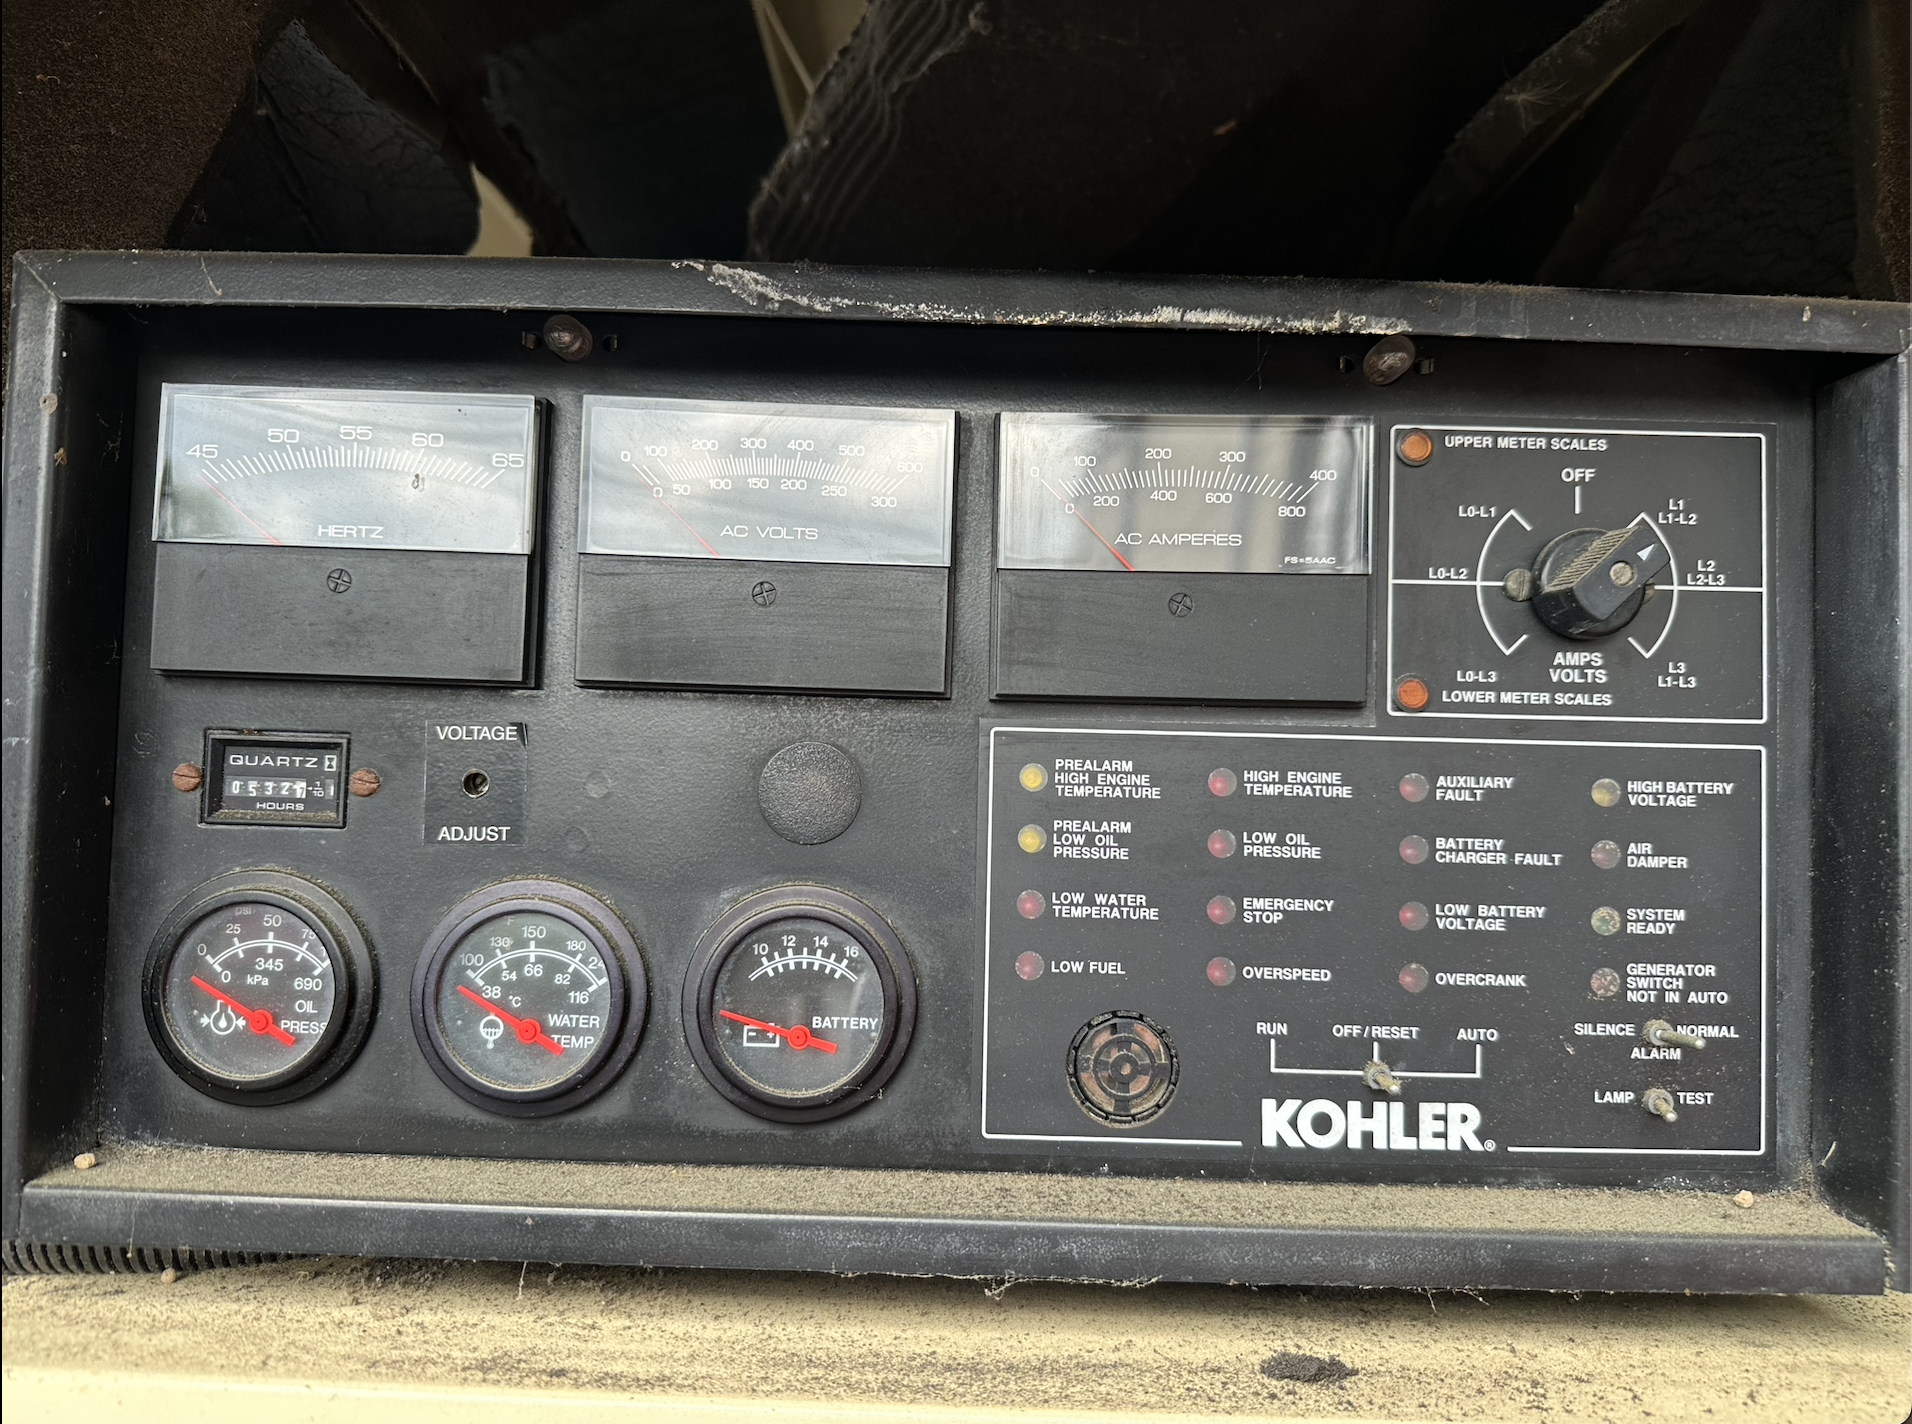 45 50 55 60 65
HERTZ
0 100 200 300 400 500 600
0 50 100 150 200 250 300
AC VOLTS
0 100 200 300 400
0 200 400 600 800
AC AMPERES
FS=5AAC
UPPER METER SCALES
OFF
L0-L1
L1
L1-L2
L0-L2
L2
L2-L3
L0-L3
AMPS
VOLTS
L3
L1-L3
LOWER METER SCALES
QUARTZ
0532
1/10
HOURS
VOLTAGE
ADJUST
PREALARM
HIGH ENGINE
TEMPERATURE
HIGH ENGINE
TEMPERATURE
AUXILIARY
FAULT
HIGH BATTERY
VOLTAGE
PREALARM
LOW OIL
PRESSURE
LOW OIL
PRESSURE
BATTERY
CHARGER FAULT
AIR
DAMPER
LOW WATER
TEMPERATURE
EMERGENCY
STOP
LOW BATTERY
VOLTAGE
SYSTEM
READY
LOW FUEL
OVERSPEED
OVERCRANK
GENERATOR
SWITCH
NOT IN AUTO
psi
0 25 50 75
0 345 690
kPa
OIL
PRESS
F
100 130 150 180 24
38 54 66 82 116
°C
WATER
TEMP
10 12 14 16
BATTERY
RUN OFF/RESET AUTO
SILENCE NORMAL
ALARM
LAMP TEST
KOHLER®